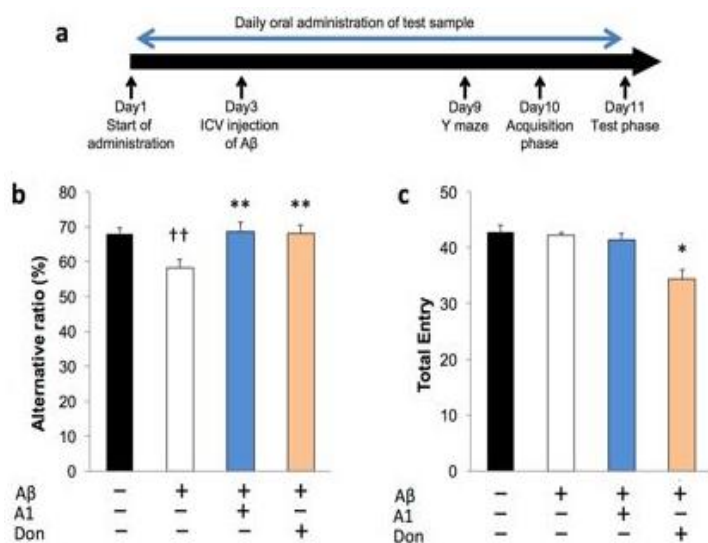 a
Daily oral administration of test sample
Day1 Day3 Day9 Day10 Day11
Start of ICV injection Y maze Acquisition Test phase
administration of Aβ phase
b
Alternative ratio (%)
80
70
60
50
40
30
20
10
0
††
**
**
Aβ − + + +
A1 − − + −
Don − − − +
c
Total Entry
50
40
30
20
10
0
*
Aβ − + + +
A1 − − + −
Don − − − +